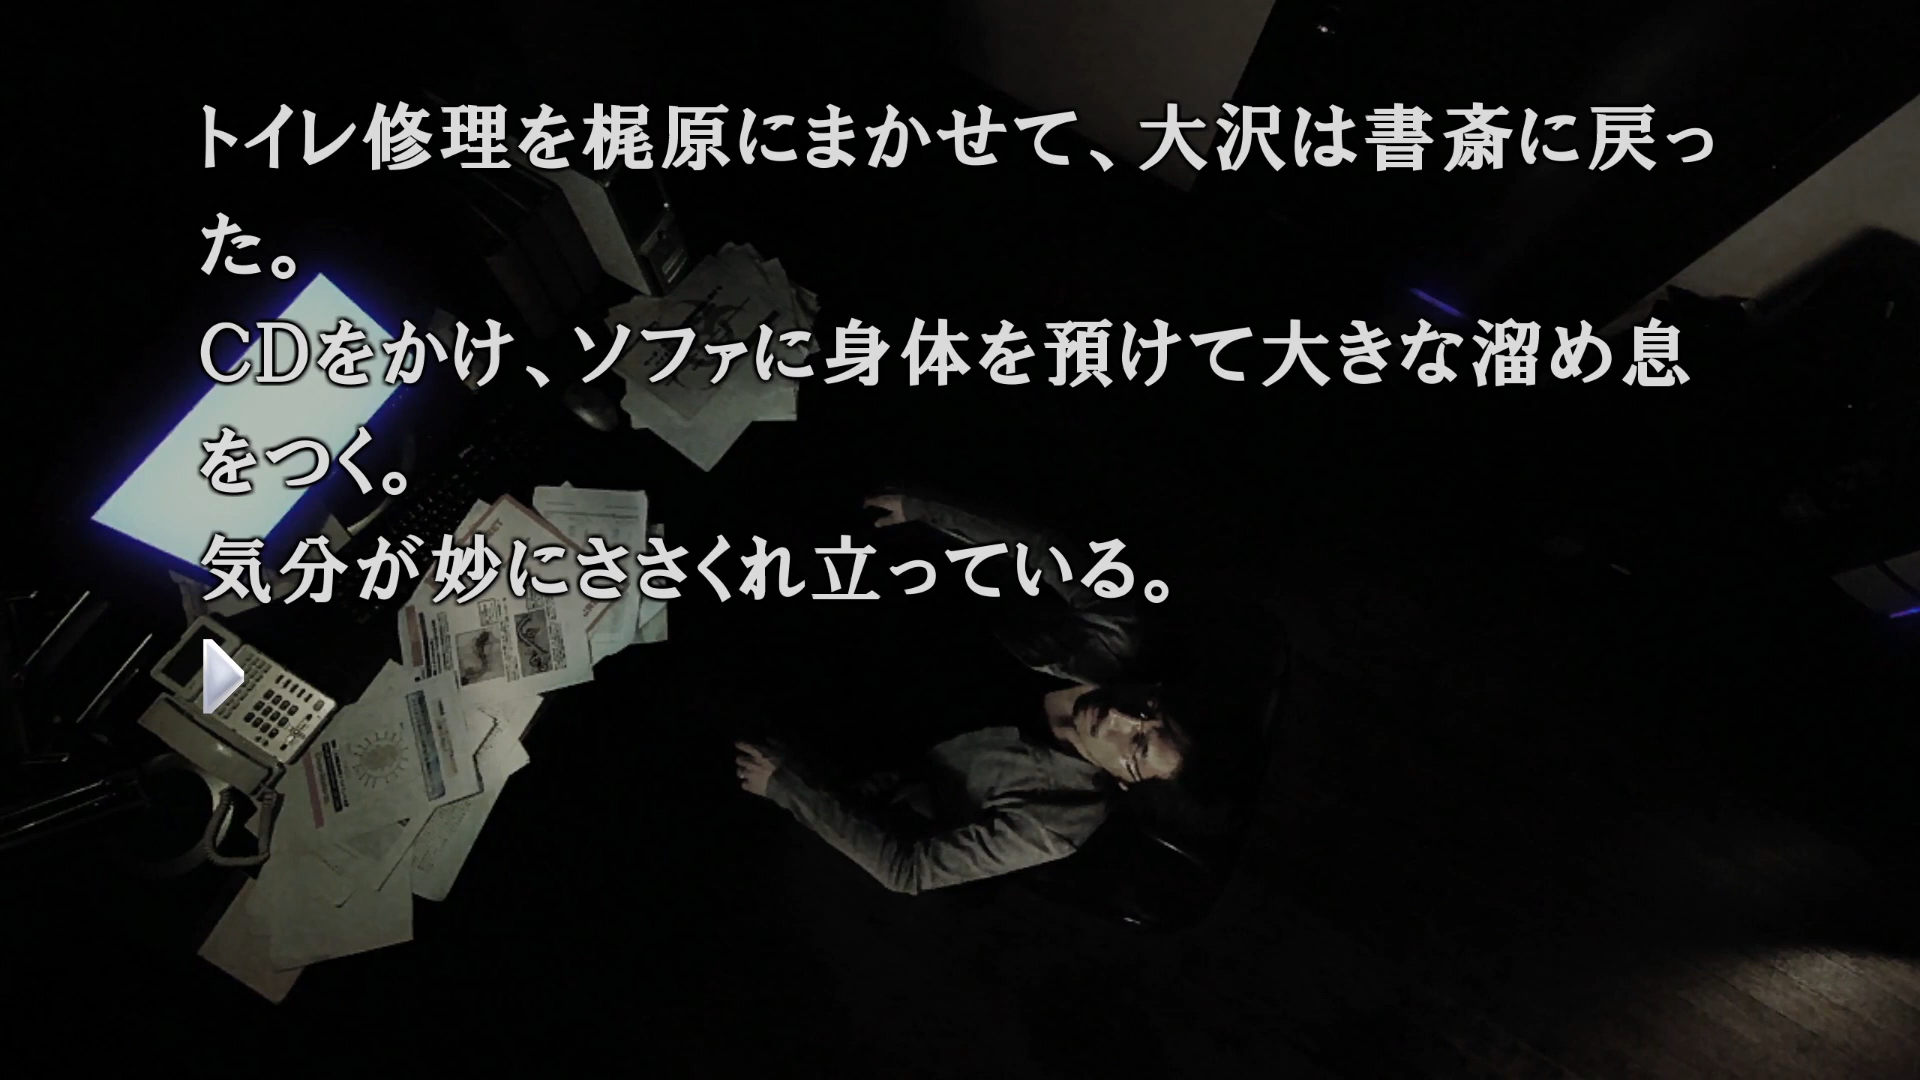 トイレ修理を梶原にまかせて、大沢は書斎に戻っ
た。
CDをかけ、ソファに身体を預けて大きな溜め息
をつく。
気分が妙にささくれ立っている。